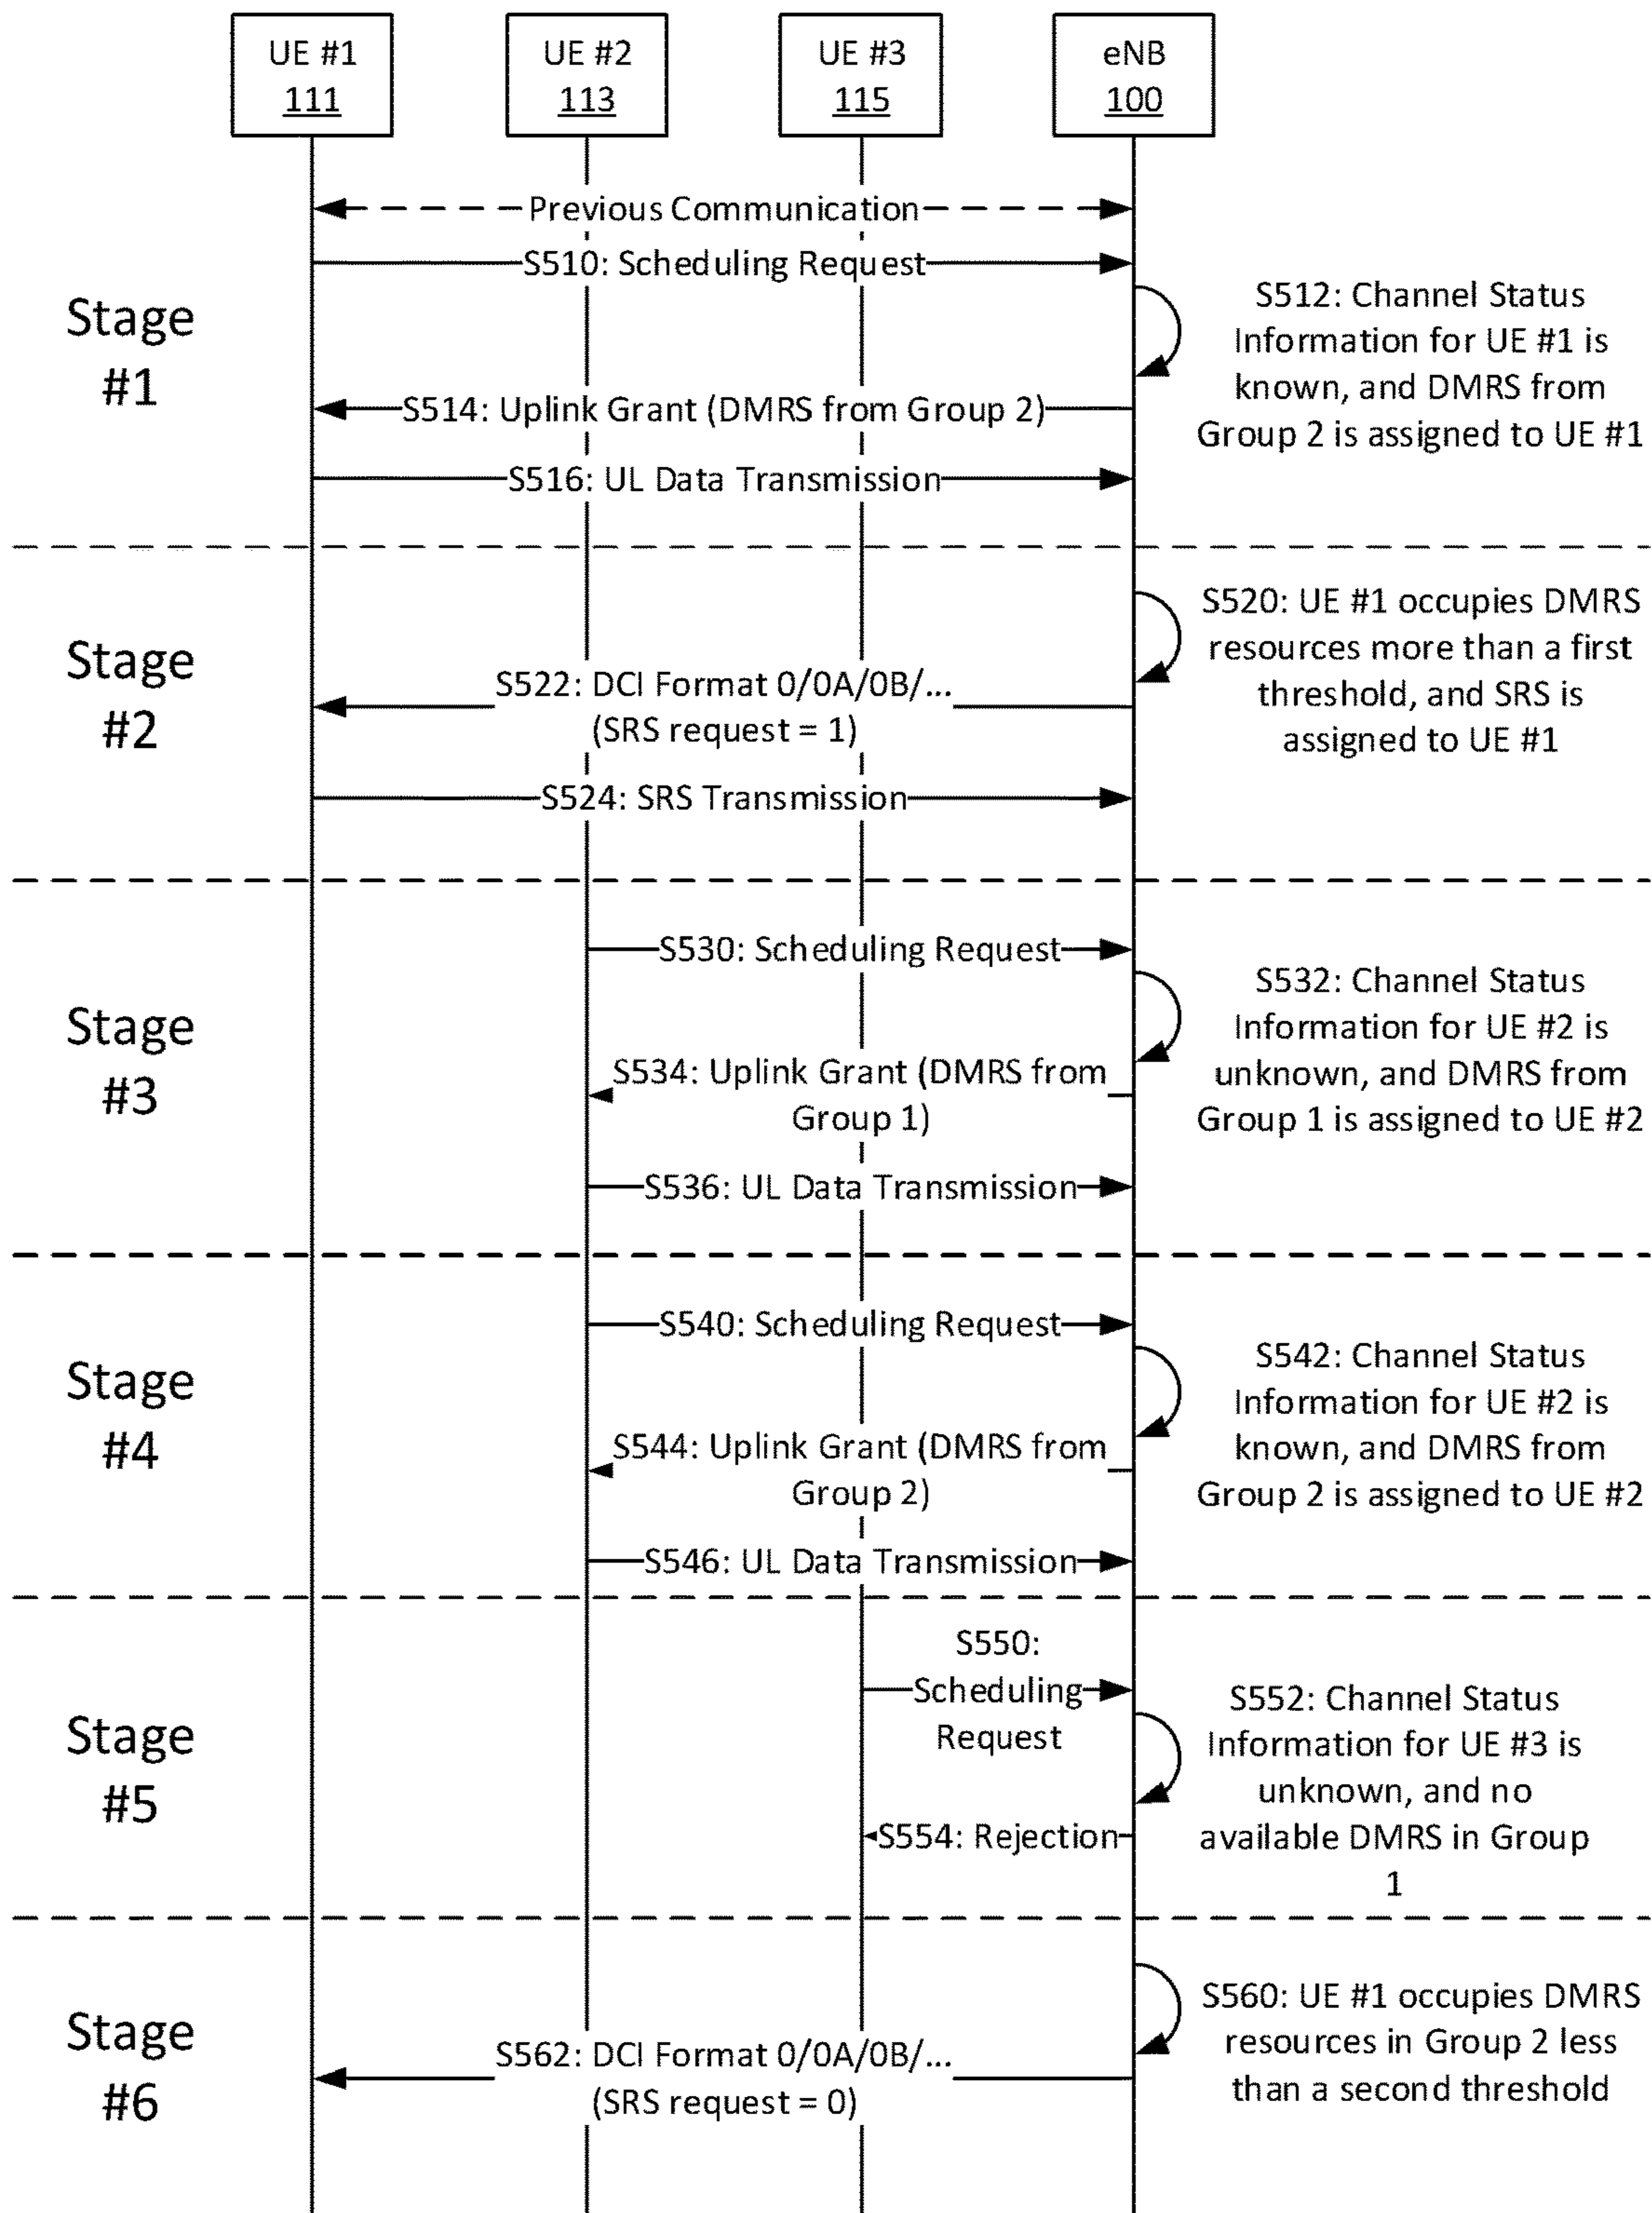 UE #1
111
UE #2
113
UE #3
115
eNB
100
Previous Communication
S510: Scheduling Request
Stage
#1
S512: Channel Status
Information for UE #1 is
known, and DMRS from
Group 2 is assigned to UE #1
S514: Uplink Grant (DMRS from Group 2)
S516: UL Data Transmission
Stage
#2
S520: UE #1 occupies DMRS
resources more than a first
threshold, and SRS is
assigned to UE #1
S522: DCI Format 0/0A/0B/...
(SRS request = 1)
S524: SRS Transmission
Stage
#3
S530: Scheduling Request
S532: Channel Status
Information for UE #2 is
unknown, and DMRS from
Group 1 is assigned to UE #2
S534: Uplink Grant (DMRS from
Group 1)
S536: UL Data Transmission
Stage
#4
S540: Scheduling Request
S542: Channel Status
Information for UE #2 is
known, and DMRS from
Group 2 is assigned to UE #2
S544: Uplink Grant (DMRS from
Group 2)
S546: UL Data Transmission
Stage
#5
S550:
Scheduling
Request
S552: Channel Status
Information for UE #3 is
unknown, and no
available DMRS in Group
1
S554: Rejection
Stage
#6
S560: UE #1 occupies DMRS
resources in Group 2 less
than a second threshold
S562: DCI Format 0/0A/0B/...
(SRS request = 0)